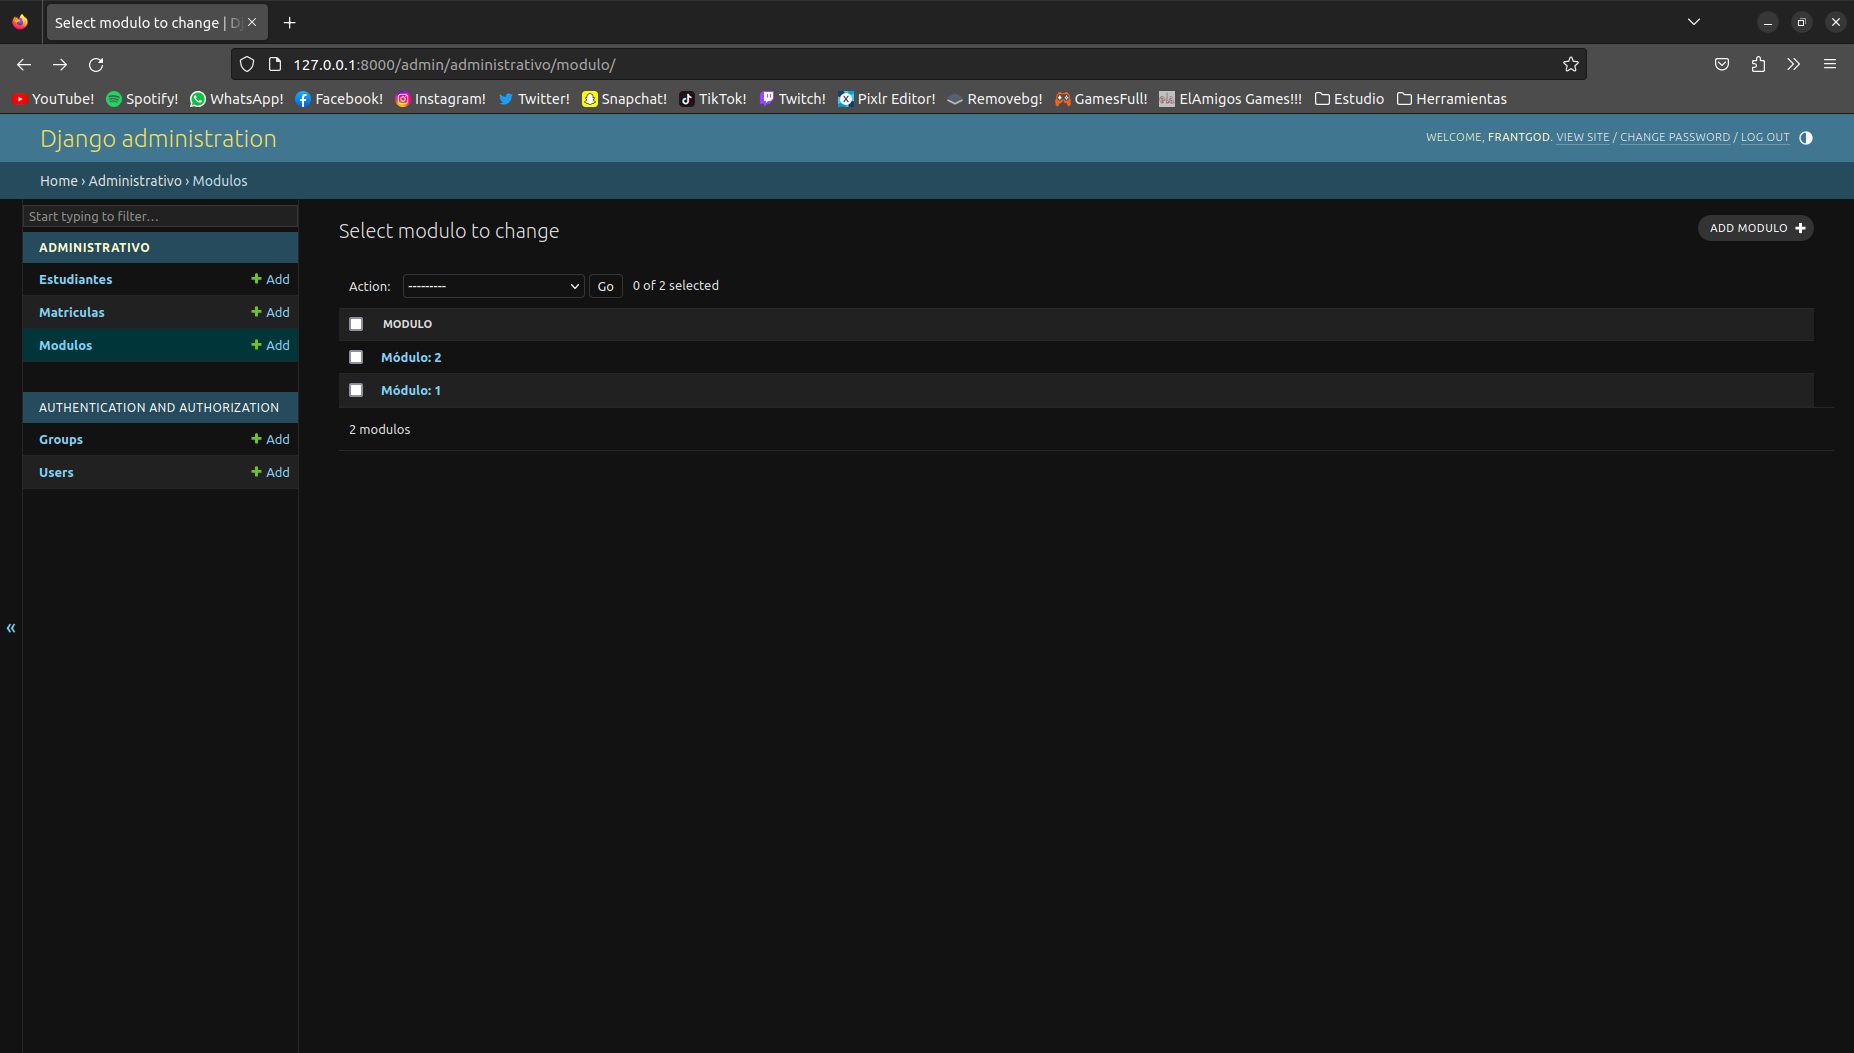 Select modulo to change | D
127.0.0.1:8000/admin/administrativo/modulo/
YouTube! Spotify! WhatsApp! Facebook! Instagram! Twitter! Snapchat! TikTok! Twitch! Pixlr Editor! Removebg! GamesFull! ElAmigos Games!!! Estudio Herramientas
Django administration
WELCOME, FRANTGOD. VIEW SITE / CHANGE PASSWORD / LOG OUT
Home › Administrativo › Modulos
Start typing to filter...
ADMINISTRATIVO
Estudiantes + Add
Matriculas + Add
Modulos + Add
AUTHENTICATION AND AUTHORIZATION
Groups + Add
Users + Add
«
Select modulo to change
ADD MODULO +
Action: --------- Go 0 of 2 selected
MODULO
Módulo: 2
Módulo: 1
2 modulos